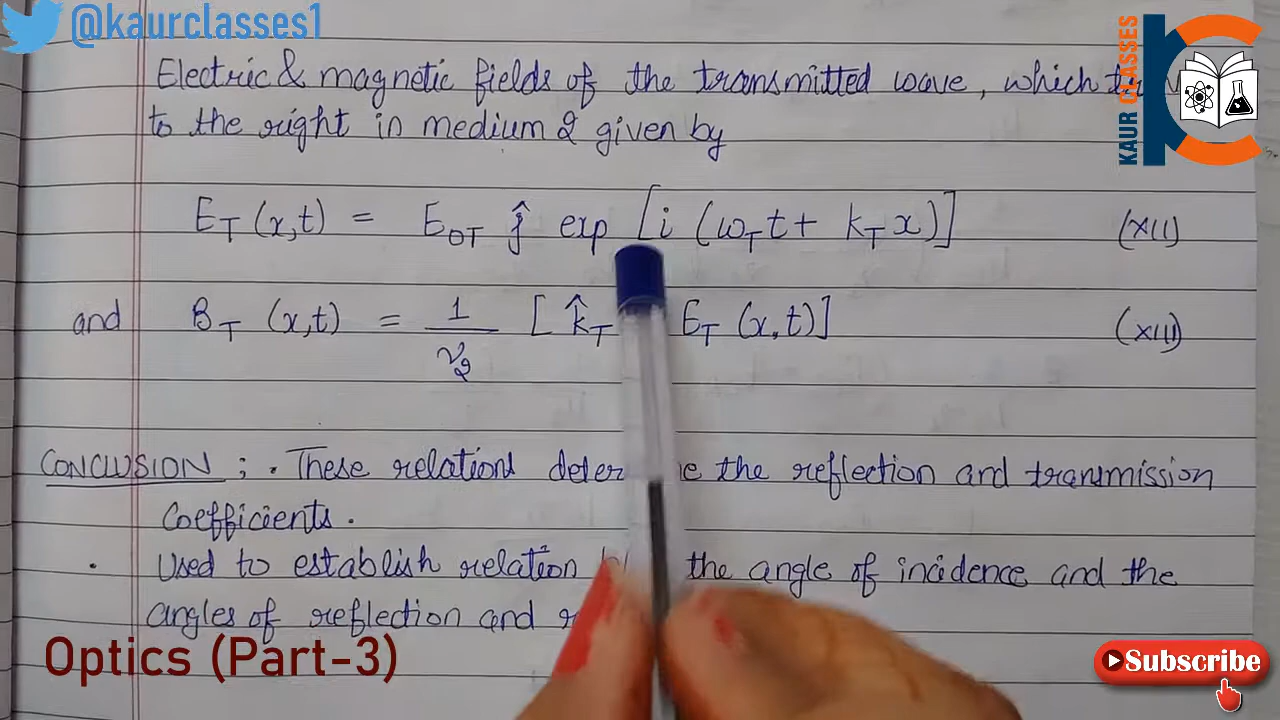 @kaurclasses1
KAUR CLASSES
Electric & magnetic fields of the transmitted wave, which
to the right in medium 2 given by
E_T (x,t) = E_OT ĵ exp [i (ω_T t + k_T x)] (XII)
and B_T (x,t) = 1/v_2 [k̂_T E_T (x,t)] (XIII)
CONCLUSION ; . These relations the reflection and transmission
Coefficients .
. Used to establish relation the angle of incidence and the
angles of reflection and
Optics (Part-3)
Subscribe